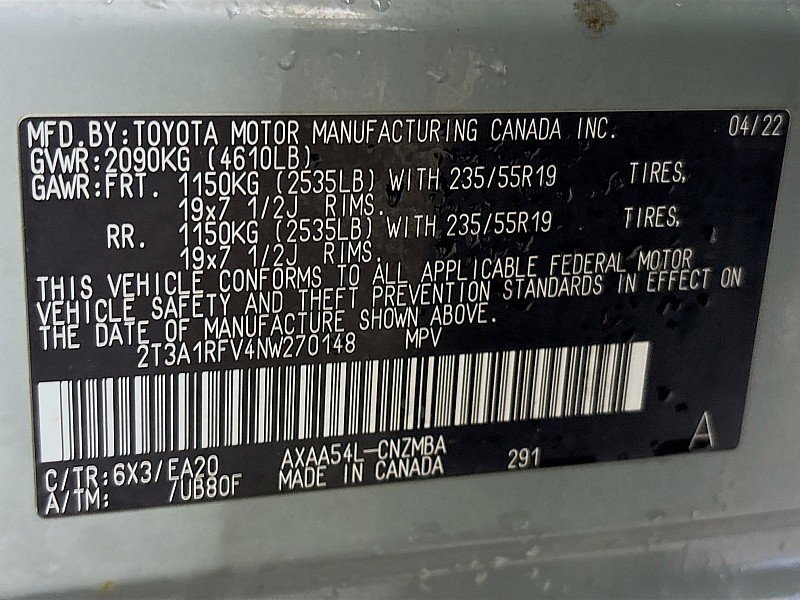 MFD.BY:TOYOTA MOTOR MANUFACTURING CANADA INC. 04/22
GVWR:2090KG (4610LB)
GAWR:FRT. 1150KG (2535LB) WITH 235/55R19 TIRES,
19x7 1/2J RIMS.
RR. 1150KG (2535LB) WITH 235/55R19 TIRES,
19x7 1/2J RIMS.
THIS VEHICLE CONFORMS TO ALL APPLICABLE FEDERAL MOTOR
VEHICLE SAFETY AND THEFT PREVENTION STANDARDS IN EFFECT ON
THE DATE OF MANUFACTURE SHOWN ABOVE.
2T3A1RFV4NW270148 MPV
A
C/TR:6X3/EA20 AXAA54L-CNZMBA 291
A/TM: /UB80F MADE IN CANADA